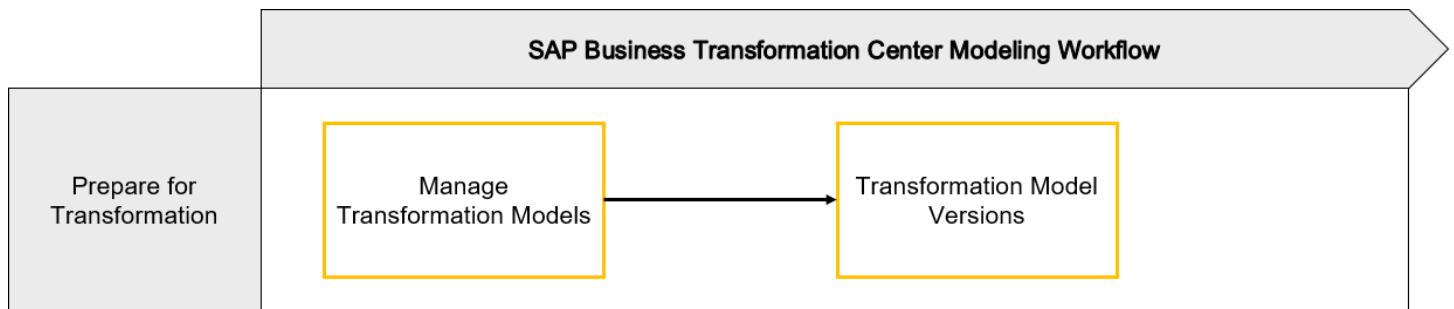 SAP Business Transformation Center Modeling Workflow
Prepare for
Transformation
Manage
Transformation Models
Transformation Model
Versions